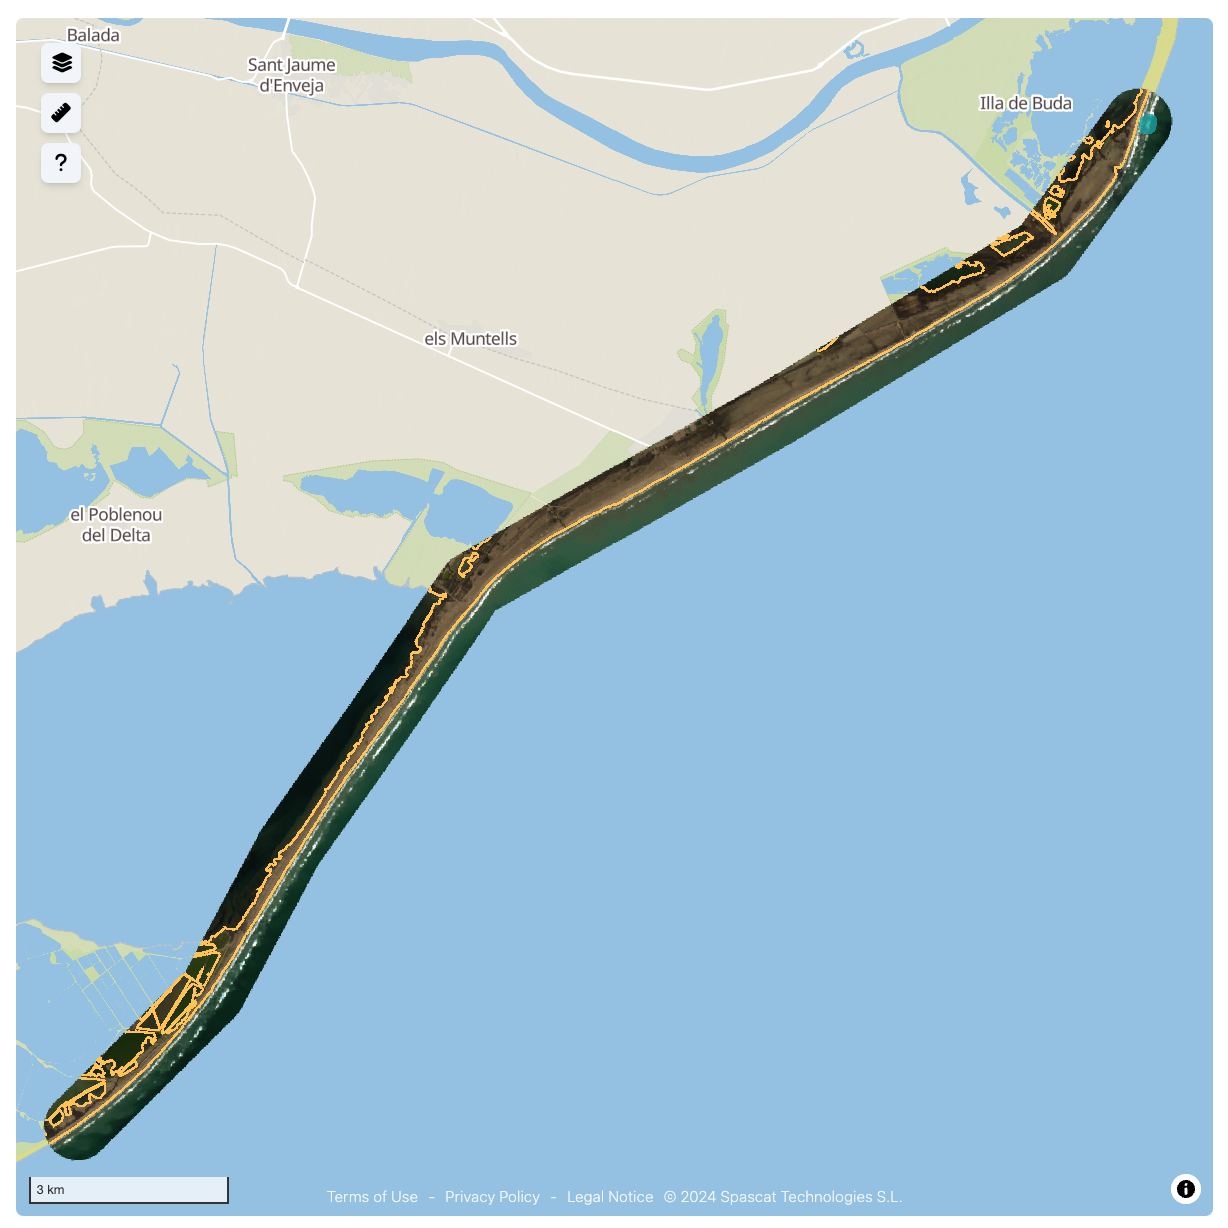 Balada
Sant Jaume
d'Enveja
Illa de Buda
?
els Muntells
el Poblenou
del Delta
3 km
Terms of Use - Privacy Policy - Legal Notice © 2024 Spascat Technologies S.L.